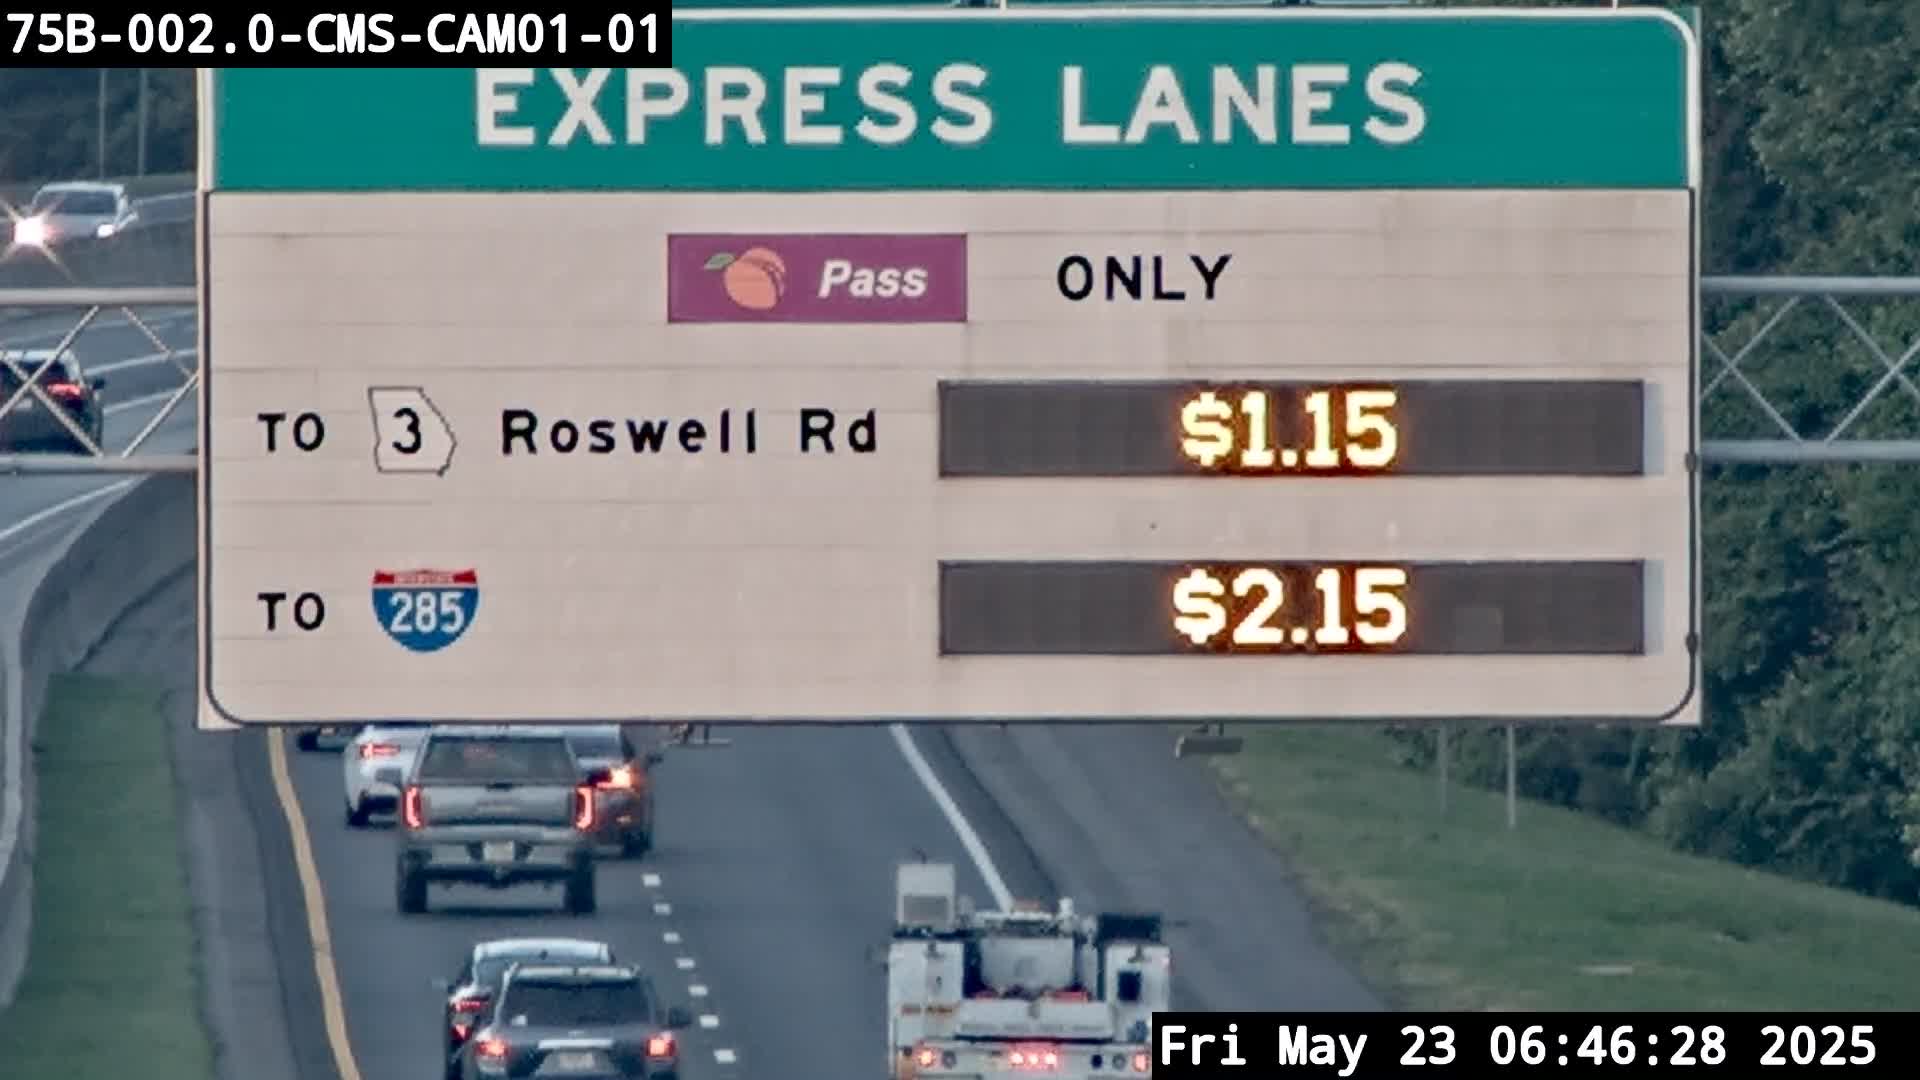 75B-002.0-CMS-CAM01-01
EXPRESS LANES
Pass ONLY
TO 3 Roswell Rd $1.15
TO 285 $2.15
Fri May 23 06:46:28 2025